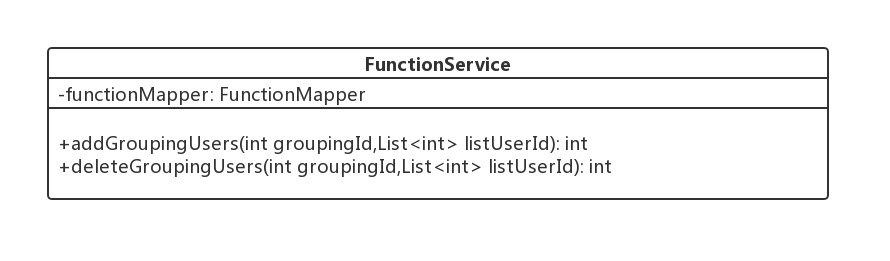 FunctionService
-functionMapper: FunctionMapper
+addGroupingUsers(int groupingId,List<int> listUserId): int
+deleteGroupingUsers(int groupingId,List<int> listUserId): int